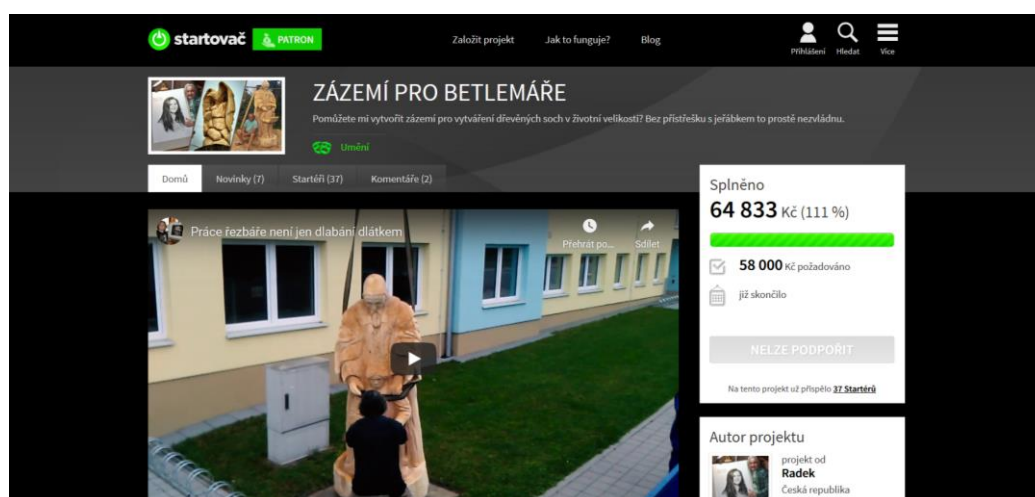 startovač PATRON Založit projekt Jak to funguje? Blog Přihlášení Hledat Více
ZÁZEMÍ PRO BETLEMÁŘE
Pomůžete mi vytvořit zázemí pro vytváření dřevěných soch v životní velikosti? Bez přístřešku s jeřábkem to prostě nezvládnu.
Umění
Domů Novinky (7) Startéři (37) Komentáře (2)
Práce řezbáře není jen dlabání dlátkem
Přehrát po... Sdílet
Splněno
64 833 Kč (111 %)
58 000 Kč požadováno
již skončilo
NELZE PODPOŘIT
Na tento projekt už přispělo 37 Startérů
Autor projektu
projekt od
Radek
Česká republika